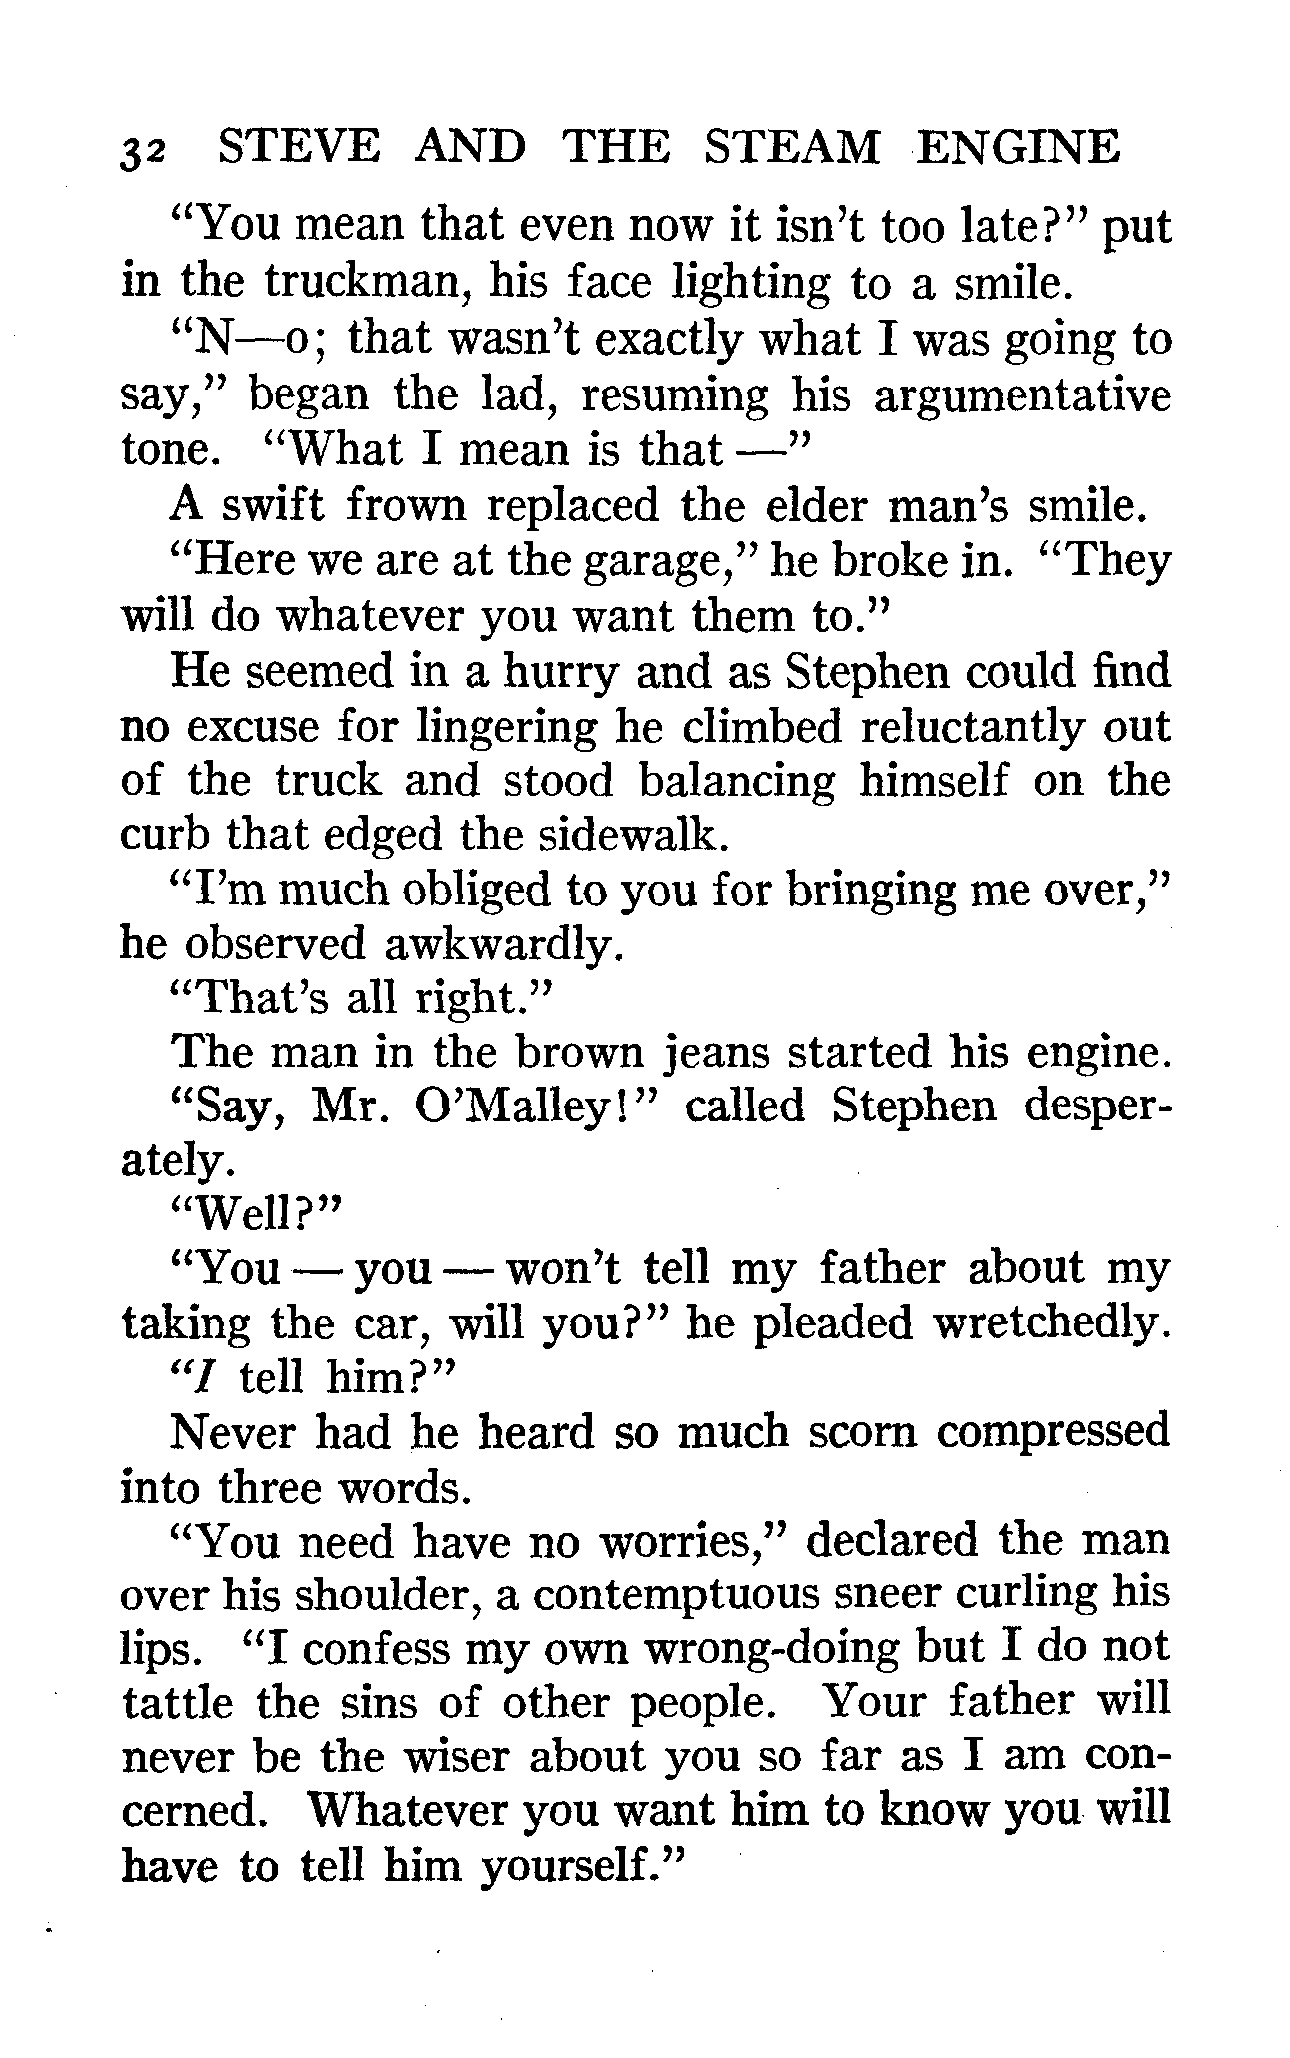 32 STEVE AND THE STEAM ENGINE
“You mean that even now it isn’t too late?” put
in the truckman, his face lighting to a smile.
“N—o; that wasn’t exactly what I was going to
say,” began the lad, resuming his argumentative
tone. “What I mean is that —”
A swift frown replaced the elder man’s smile.
“Here we are at the garage,” he broke in. “They
will do whatever you want them to.”
He seemed in a hurry and as Stephen could find
no excuse for lingering he climbed reluctantly out
of the truck and stood balancing himself on the
curb that edged the sidewalk.
“I’m much obliged to you for bringing me over,”
he observed awkwardly.
“That’s all right.”
The man in the brown jeans started his engine.
“Say, Mr. O’Malley!” called Stephen desper-
ately.
“Well?”
“You — you — won’t tell my father about my
taking the car, will you?” he pleaded wretchedly.
“I tell him?”
Never had he heard so much scorn compressed
into three words.
“You need have no worries,” declared the man
over his shoulder, a contemptuous sneer curling his
lips. “I confess my own wrong-doing but I do not
tattle the sins of other people. Your father will
never be the wiser about you so far as I am con-
cerned. Whatever you want him to know you will
have to tell him yourself.”